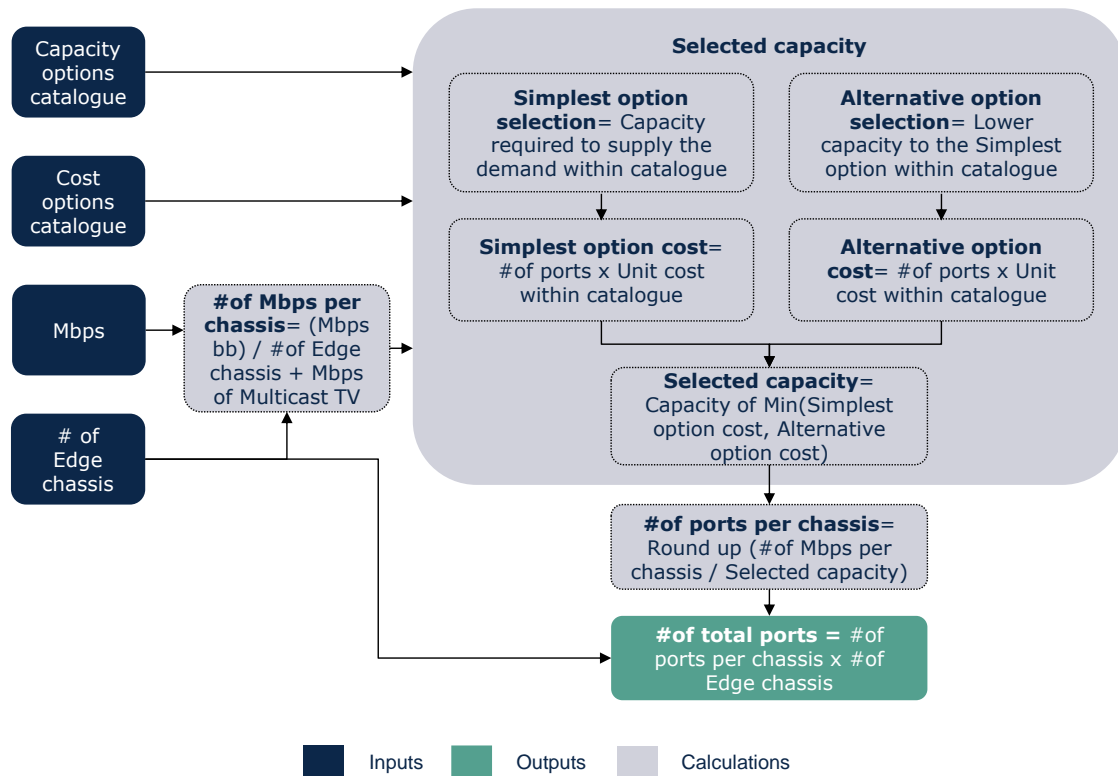 Capacity
options
catalogue
Cost
options
catalogue
Mbps
# of
Edge
chassis
#of Mbps per
chassis= (Mbps
bb) / #of Edge
chassis + Mbps
of Multicast TV
Selected capacity
Simplest option
selection= Capacity
required to supply the
demand within catalogue
Alternative option
selection= Lower
capacity to the Simplest
option within catalogue
Simplest option cost=
#of ports x Unit cost
within catalogue
Alternative option
cost= #of ports x Unit
cost within catalogue
Selected capacity=
Capacity of Min(Simplest
option cost, Alternative
option cost)
#of ports per chassis=
Round up (#of Mbps per
chassis / Selected capacity)
#of total ports = #of
ports per chassis x #of
Edge chassis
Inputs
Outputs
Calculations